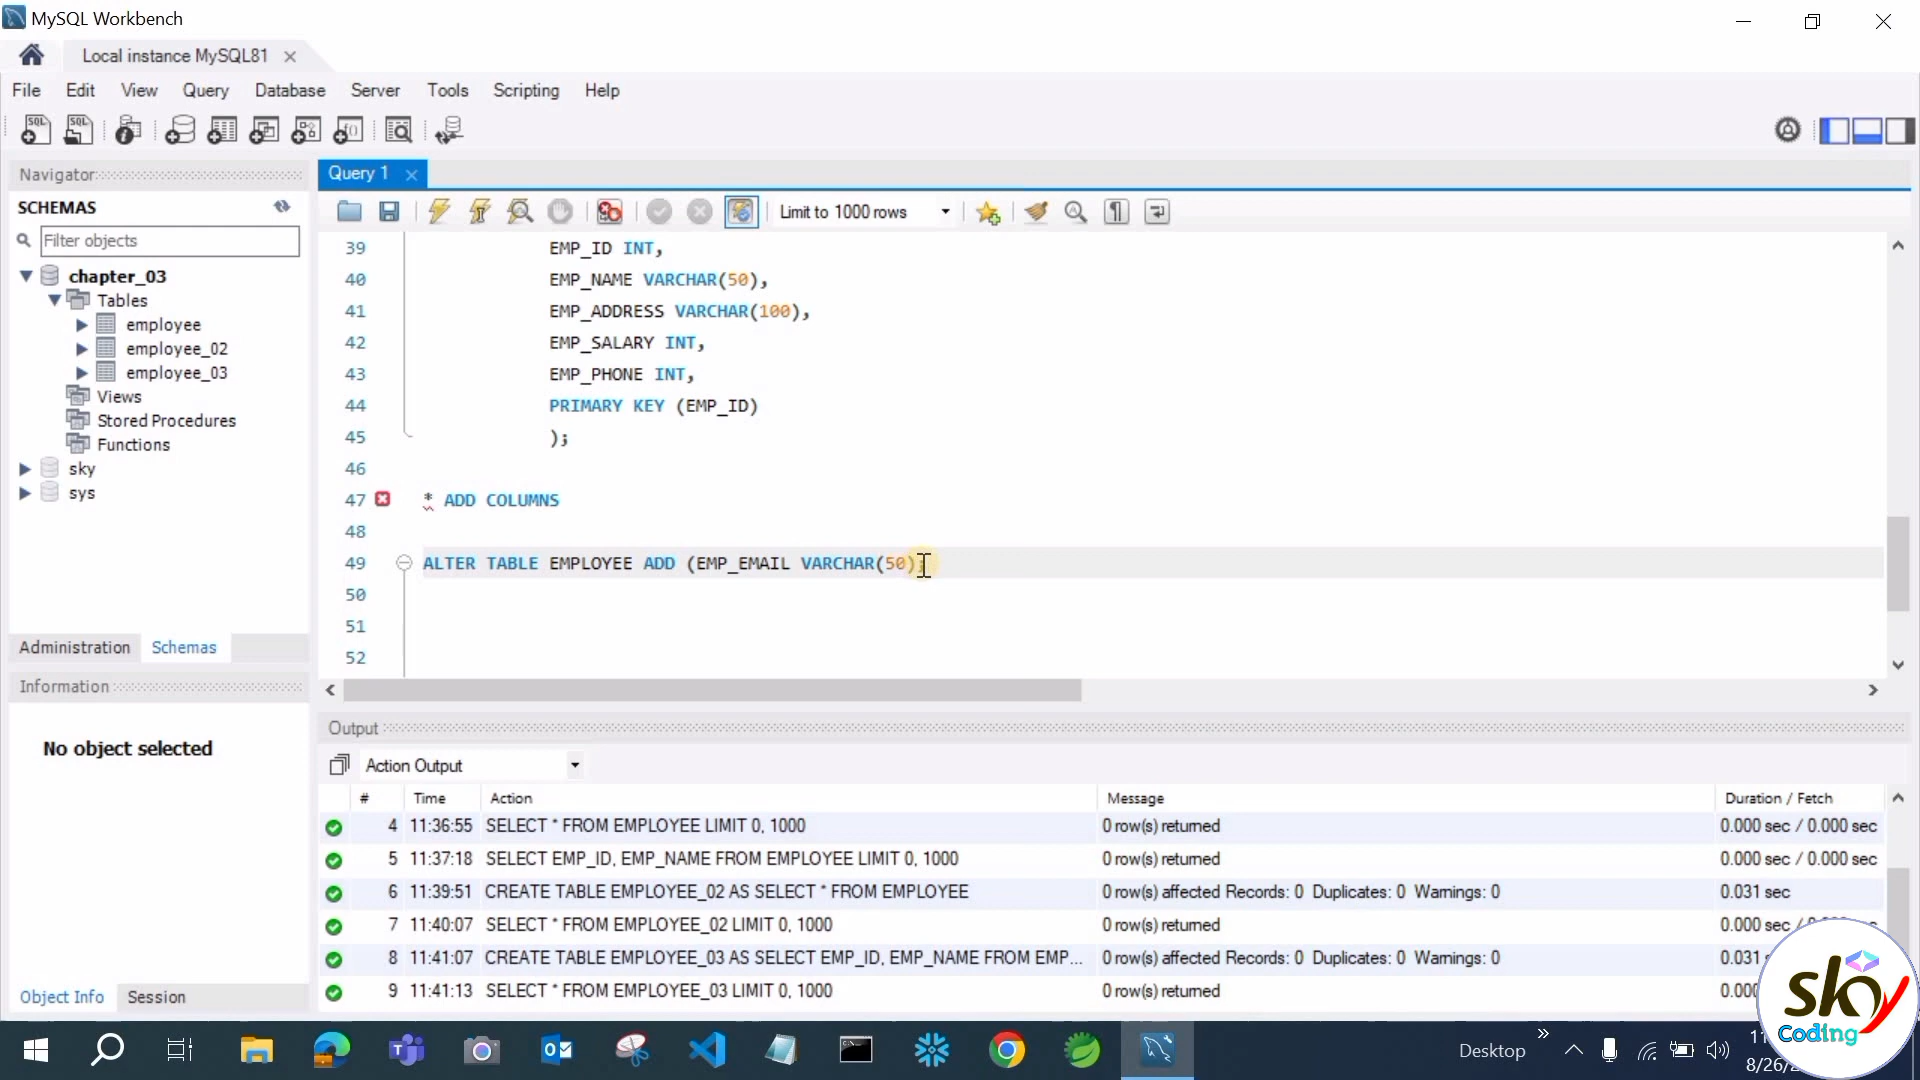 MySQL Workbench
Local instance MySQL81
File Edit View Query Database Server Tools Scripting Help
Navigator
SCHEMAS
Filter objects
chapter_03
Tables
employee
employee_02
employee_03
Views
Stored Procedures
Functions
sky
sys
Administration Schemas
Information
No object selected
Object Info Session
Query 1
Limit to 1000 rows
39 EMP_ID INT,
40 EMP_NAME VARCHAR(50),
41 EMP_ADDRESS VARCHAR(100),
42 EMP_SALARY INT,
43 EMP_PHONE INT,
44 PRIMARY KEY (EMP_ID)
45 );
46
47 * ADD COLUMNS
48
49 ALTER TABLE EMPLOYEE ADD (EMP_EMAIL VARCHAR(50);
50
51
52
Output
Action Output
# Time Action Message Duration / Fetch
4 11:36:55 SELECT * FROM EMPLOYEE LIMIT 0, 1000 0 row(s) returned 0.000 sec / 0.000 sec
5 11:37:18 SELECT EMP_ID, EMP_NAME FROM EMPLOYEE LIMIT 0, 1000 0 row(s) returned 0.000 sec / 0.000 sec
6 11:39:51 CREATE TABLE EMPLOYEE_02 AS SELECT * FROM EMPLOYEE 0 row(s) affected Records: 0 Duplicates: 0 Warnings: 0 0.031 sec
7 11:40:07 SELECT * FROM EMPLOYEE_02 LIMIT 0, 1000 0 row(s) returned 0.000 sec /
8 11:41:07 CREATE TABLE EMPLOYEE_03 AS SELECT EMP_ID, EMP_NAME FROM EMP... 0 row(s) affected Records: 0 Duplicates: 0 Warnings: 0 0.031
9 11:41:13 SELECT * FROM EMPLOYEE_03 LIMIT 0, 1000 0 row(s) returned
sky
Coding
Desktop